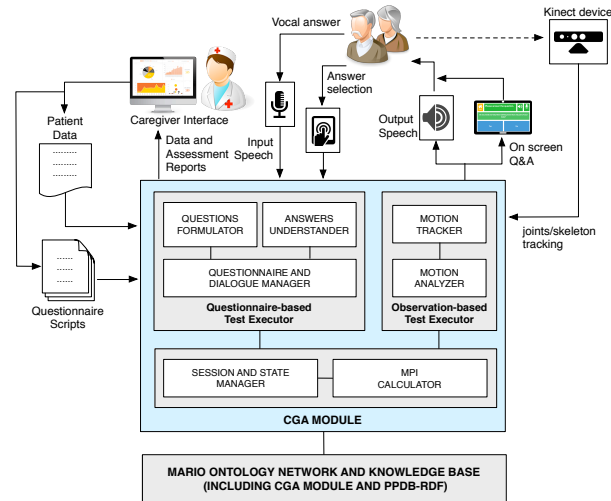 Vocal answer
Kinect device
Answer
selection
Patient
Data
Caregiver Interface
Data and
Assessment
Reports
Input
Speech
Output
Speech
On screen
Q&A
joints/skeleton
tracking
QUESTIONS
FORMULATOR
ANSWERS
UNDERSTANDER
MOTION
TRACKER
QUESTIONNAIRE AND
DIALOGUE MANAGER
MOTION
ANALYZER
Questionnaire-based
Test Executor
Observation-based
Test Executor
Questionnaire
Scripts
SESSION AND STATE
MANAGER
MPI
CALCULATOR
CGA MODULE
MARIO ONTOLOGY NETWORK AND KNOWLEDGE BASE
(INCLUDING CGA MODULE AND PPDB-RDF)